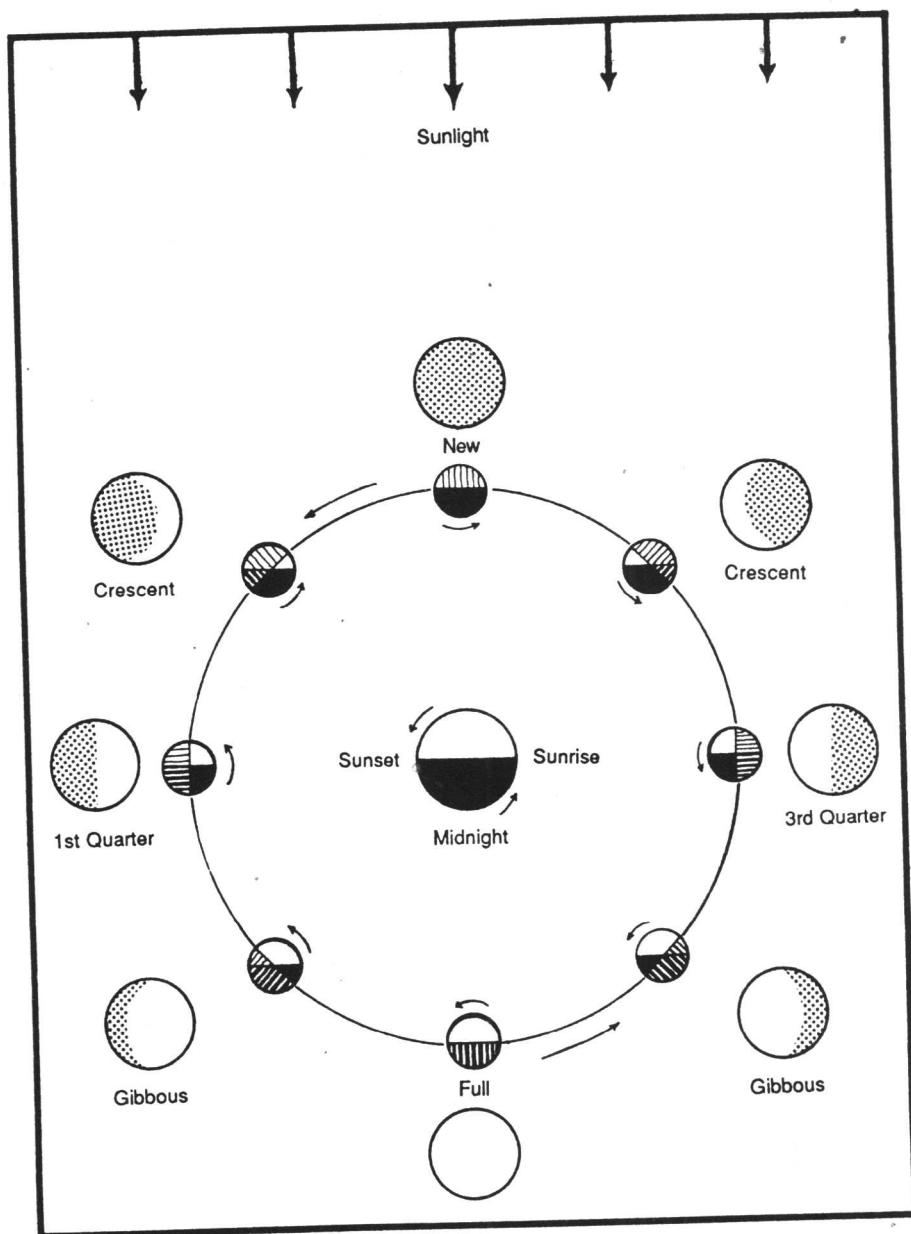 Sunlight
New
Crescent
Crescent
Sunset
Sunrise
1st Quarter
Midnight
3rd Quarter
Gibbous
Full
Gibbous